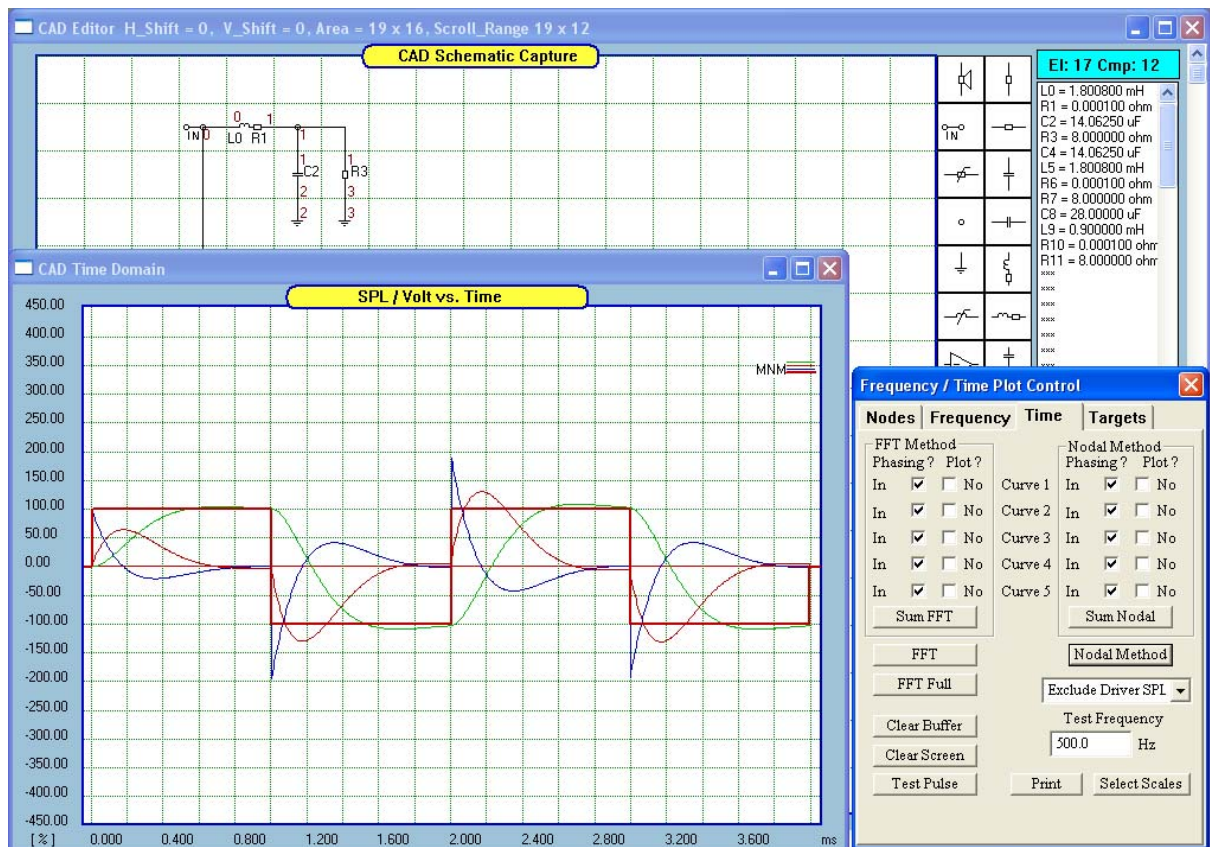 CAD Editor H_Shift = 0, V_Shift = 0, Area = 19 x 16, Scroll_Range 19 x 12
CAD Schematic Capture
El: 17 Cmp: 12
L0 = 1.800800 mH
R1 = 0.000100 ohm
C2 = 14.06250 uF
R3 = 8.000000 ohm
C4 = 14.06250 uF
L5 = 1.800800 mH
R6 = 0.000100 ohm
R7 = 8.000000 ohm
C8 = 28.00000 uF
L9 = 0.900000 mH
R10 = 0.000100 ohm
R11 = 8.000000 ohm
***
***
***
***
***
***
IN
0 1
IN 0 L0 R1 1
1 1
C2 R3
2 3
2 3
CAD Time Domain
SPL / Volt vs. Time
450.00
400.00
350.00
300.00
250.00
200.00
150.00
100.00
50.00
0.00
-50.00
-100.00
-150.00
-200.00
-250.00
-300.00
-350.00
-400.00
-450.00
MNM
[ % ] 0.000 0.400 0.800 1.200 1.600 2.000 2.400 2.800 3.200 3.600 ms
Frequency / Time Plot Control
Nodes Frequency Time Targets
FFT Method Nodal Method
Phasing ? Plot ? Phasing ? Plot ?
In No Curve 1 In No
In No Curve 2 In No
In No Curve 3 In No
In No Curve 4 In No
In No Curve 5 In No
Sum FFT Sum Nodal
FFT Nodal Method
FFT Full Exclude Driver SPL
Test Frequency
Clear Buffer 500.0 Hz
Clear Screen
Test Pulse Print Select Scales